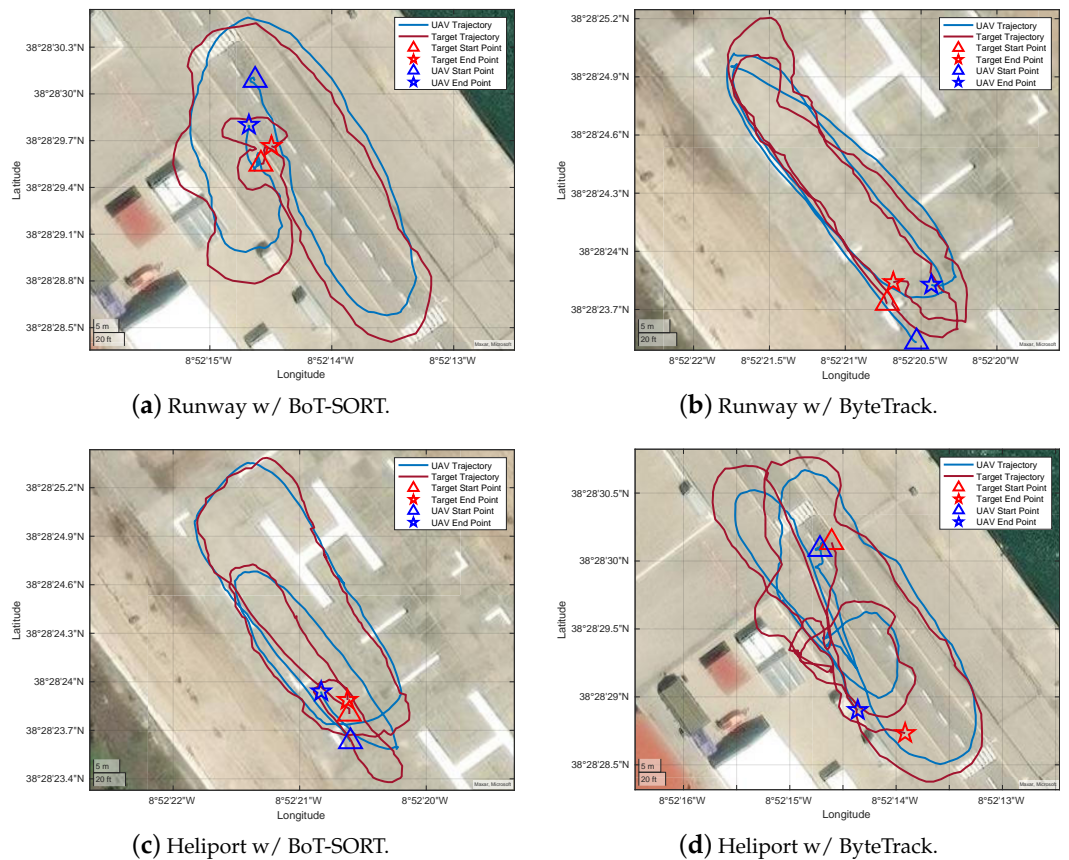 UAV Trajectory
Target Trajectory
Target Start Point
Target End Point
UAV Start Point
UAV End Point
38°28'30.3"N
38°28'30"N
38°28'29.7"N
38°28'29.4"N
38°28'29.1"N
38°28'28.8"N
38°28'28.5"N
Latitude
5 m
20 ft
Maxar, Microsoft
8°52'15"W 8°52'14"W 8°52'13"W
Longitude
(a) Runway w/ BoT-SORT.
UAV Trajectory
Target Trajectory
Target Start Point
Target End Point
UAV Start Point
UAV End Point
38°28'25.2"N
38°28'24.9"N
38°28'24.6"N
38°28'24.3"N
38°28'24"N
38°28'23.7"N
Latitude
5 m
20 ft
Maxar, Microsoft
8°52'22"W 8°52'21.5"W 8°52'21"W 8°52'20.5"W 8°52'20"W
Longitude
(b) Runway w/ ByteTrack.
UAV Trajectory
Target Trajectory
Target Start Point
Target End Point
UAV Start Point
UAV End Point
38°28'25.2"N
38°28'24.9"N
38°28'24.6"N
38°28'24.3"N
38°28'24"N
38°28'23.7"N
38°28'23.4"N
Latitude
5 m
20 ft
Maxar, Microsoft
8°52'22"W 8°52'21"W 8°52'20"W
Longitude
(c) Heliport w/ BoT-SORT.
UAV Trajectory
Target Trajectory
Target Start Point
Target End Point
UAV Start Point
UAV End Point
38°28'30.5"N
38°28'30"N
38°28'29.5"N
38°28'29"N
38°28'28.5"N
Latitude
5 m
20 ft
Maxar, Microsoft
8°52'16"W 8°52'15"W 8°52'14"W 8°52'13"W
Longitude
(d) Heliport w/ ByteTrack.